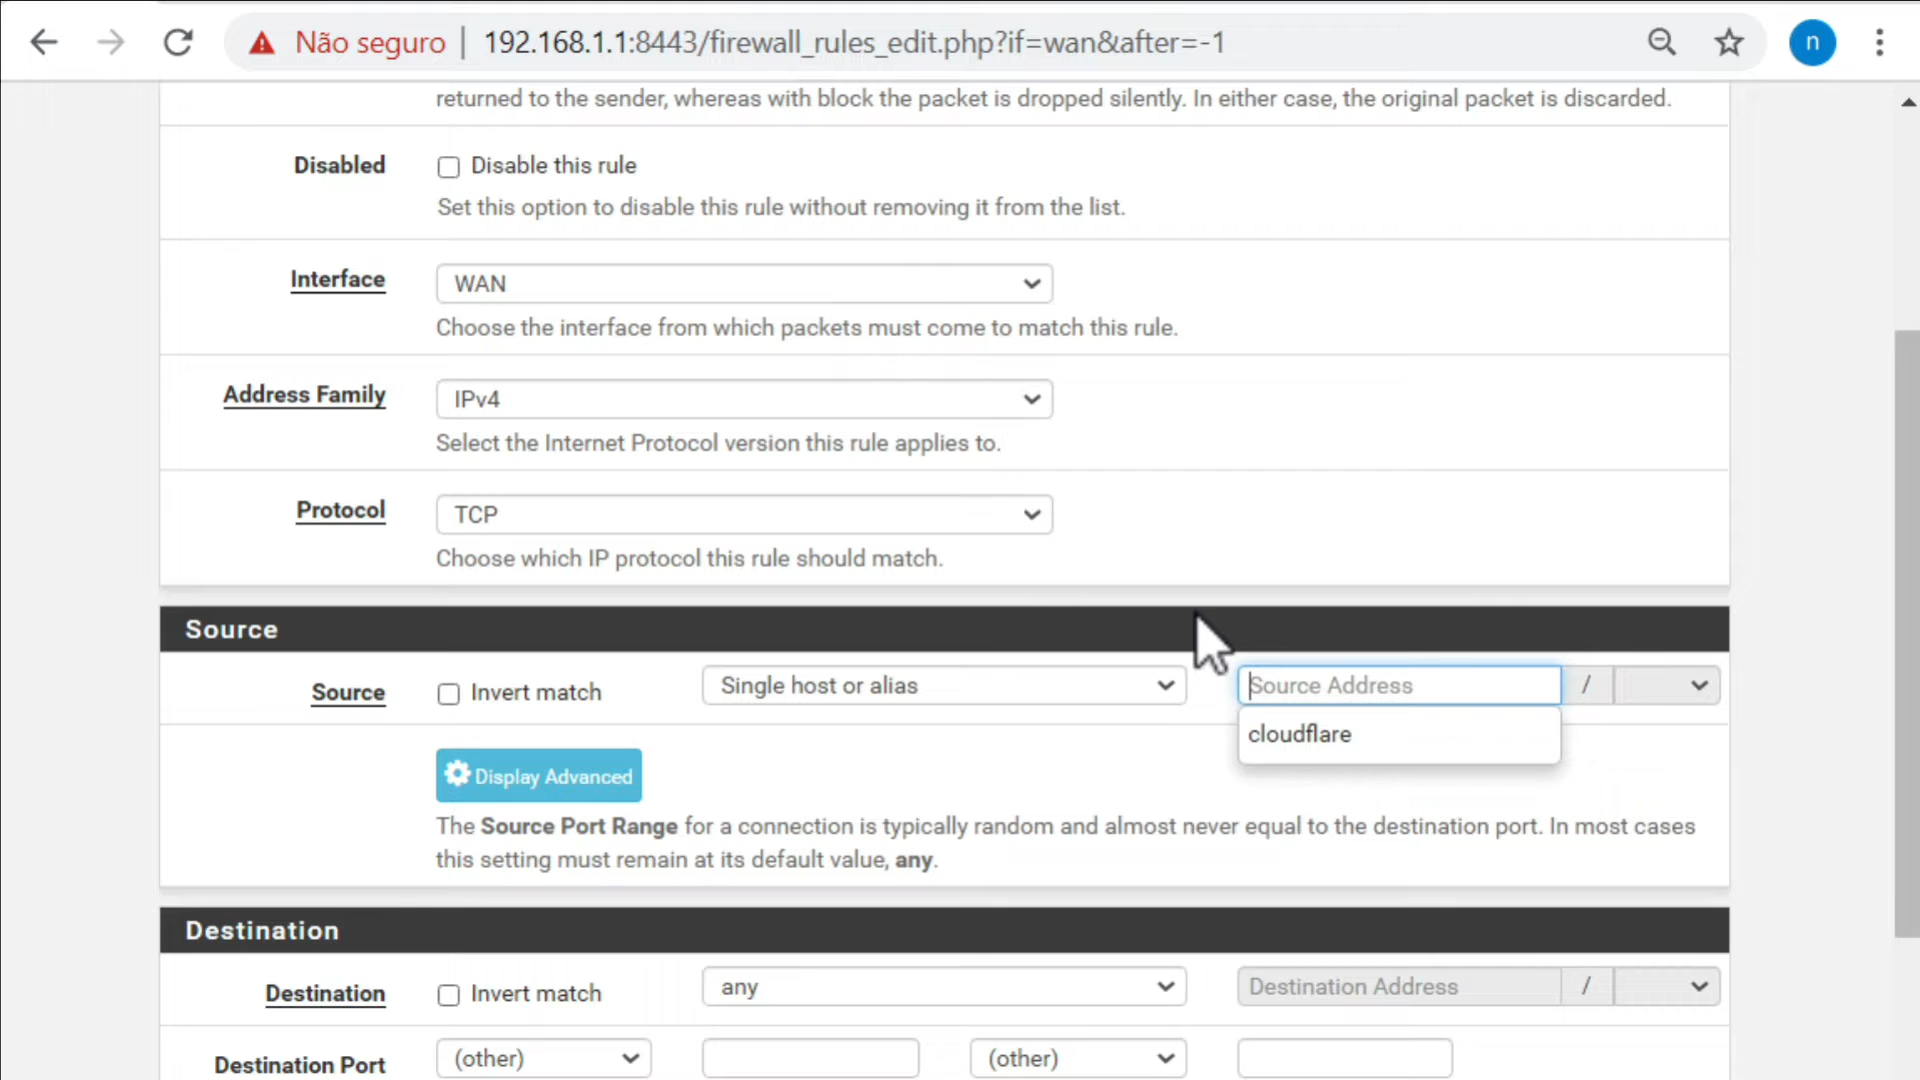 Não seguro | 192.168.1.1:8443/firewall_rules_edit.php?if=wan&after=-1
n
returned to the sender, whereas with block the packet is dropped silently. In either case, the original packet is discarded.
Disabled
Disable this rule
Set this option to disable this rule without removing it from the list.
Interface
WAN
Choose the interface from which packets must come to match this rule.
Address Family
IPv4
Select the Internet Protocol version this rule applies to.
Protocol
TCP
Choose which IP protocol this rule should match.
Source
Source
Invert match
Single host or alias
Source Address
/
cloudflare
Display Advanced
The Source Port Range for a connection is typically random and almost never equal to the destination port. In most cases
this setting must remain at its default value, any.
Destination
Destination
Invert match
any
Destination Address
/
Destination Port
(other)
(other)